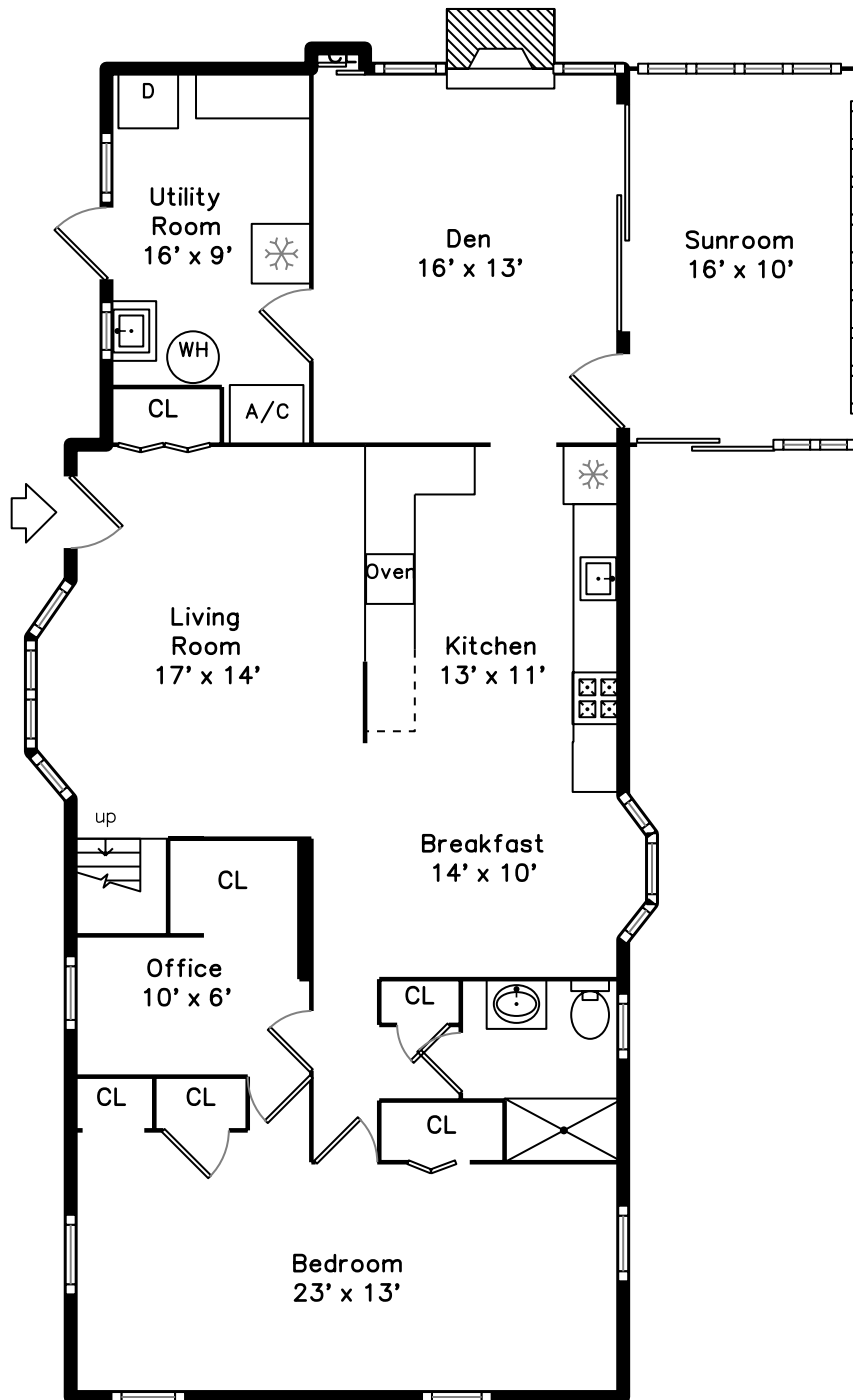 D
Utility
Room
16' x 9'
Den
16' x 13'
Sunroom
16' x 10'
WH
CL
A/C
Oven
Living
Room
17' x 14'
Kitchen
13' x 11'
up
Breakfast
14' x 10'
CL
Office
10' x 6'
CL
CL
CL
CL
Bedroom
23' x 13'